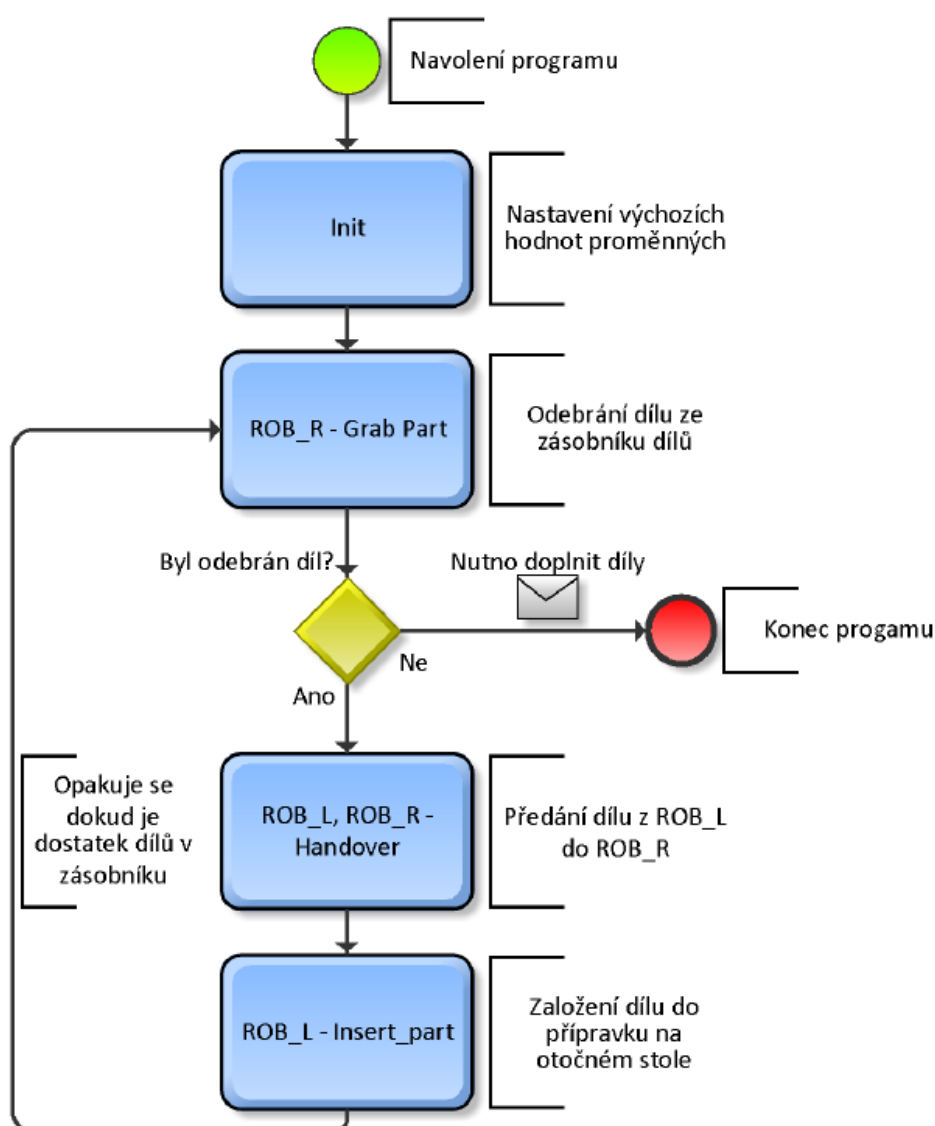 Navolení programu
Init
Nastavení výchozích
hodnot proměnných
ROB_R - Grab Part
Odebrání dílu ze
zásobníku dílů
Byl odebrán díl?
Nutno doplnit díly
Ne
Konec progamu
Ano
Opakuje se
dokud je
dostatek dílů v
zásobníku
ROB_L, ROB_R -
Handover
Předání dílu z ROB_L
do ROB_R
ROB_L - Insert_part
Založení dílu do
přípravku na
otočném stole